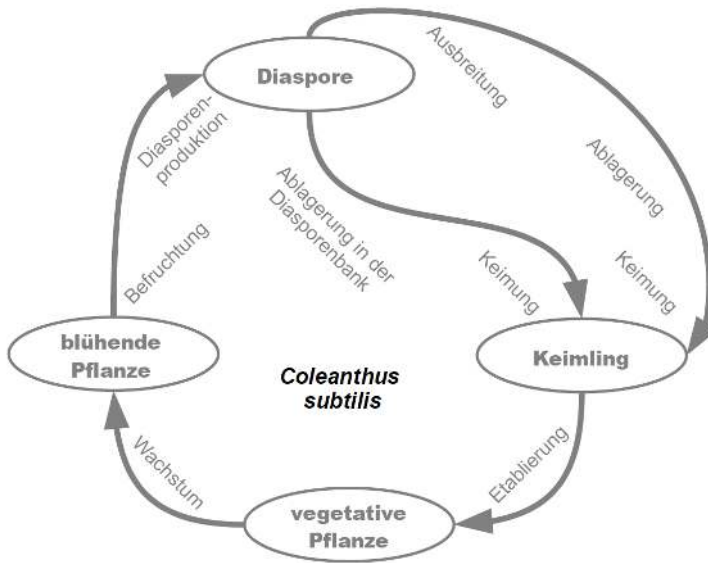 Diaspore
Ausbreitung
Ablagerung
Keimung
Ablagerung in der
Diasporenbank
Keimung
Keimling
Etablierung
vegetative
Pflanze
Wachstum
blühende
Pflanze
Befruchtung
Diasporen-
produktion
Coleanthus
subtilis